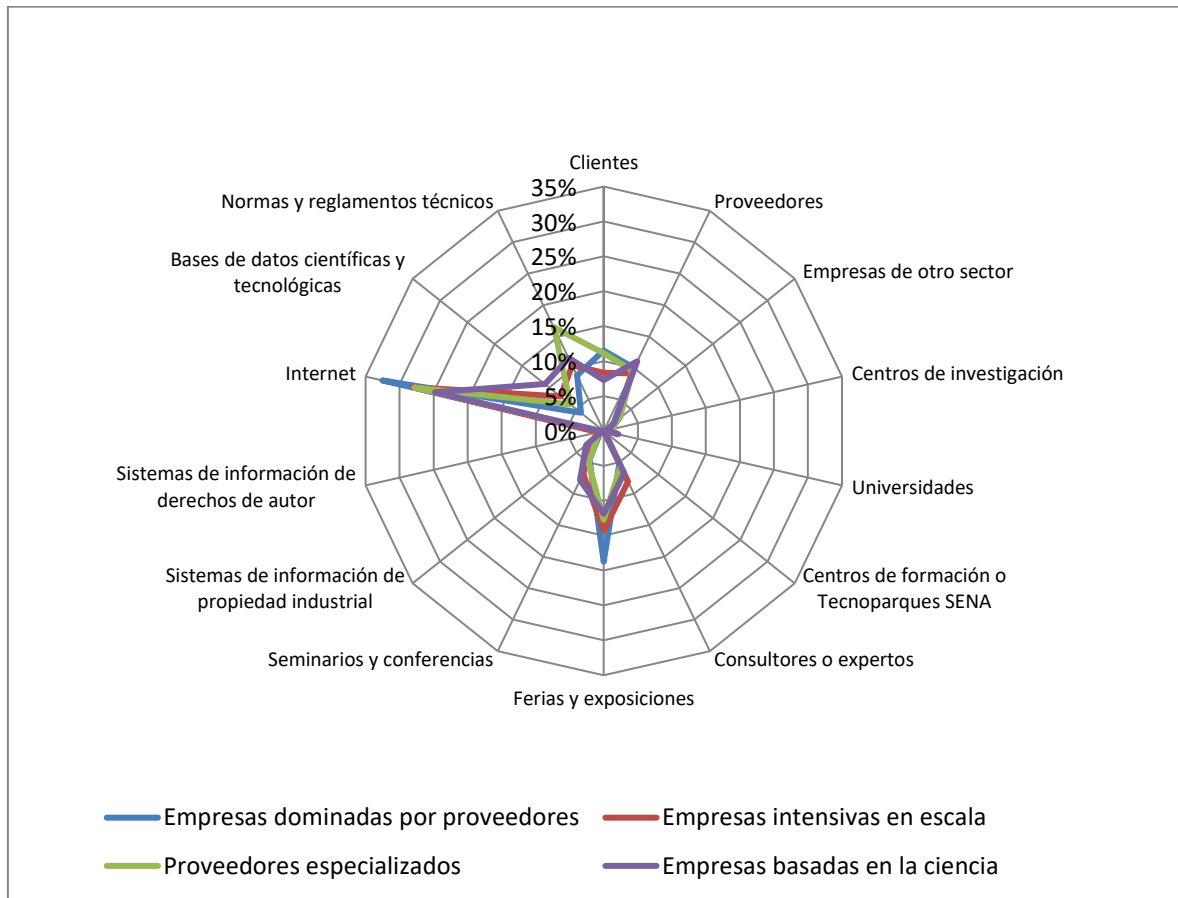 Clientes
35%
30%
25%
20%
15%
10%
5%
0%
Proveedores
Empresas de otro sector
Centros de investigación
Universidades
Centros de formación o
Tecnoparques SENA
Consultores o expertos
Ferias y exposiciones
Seminarios y conferencias
Sistemas de información de
propiedad industrial
Sistemas de información de
derechos de autor
Internet
Bases de datos científicas y
tecnológicas
Normas y reglamentos técnicos
Empresas dominadas por proveedores
Empresas intensivas en escala
Proveedores especializados
Empresas basadas en la ciencia